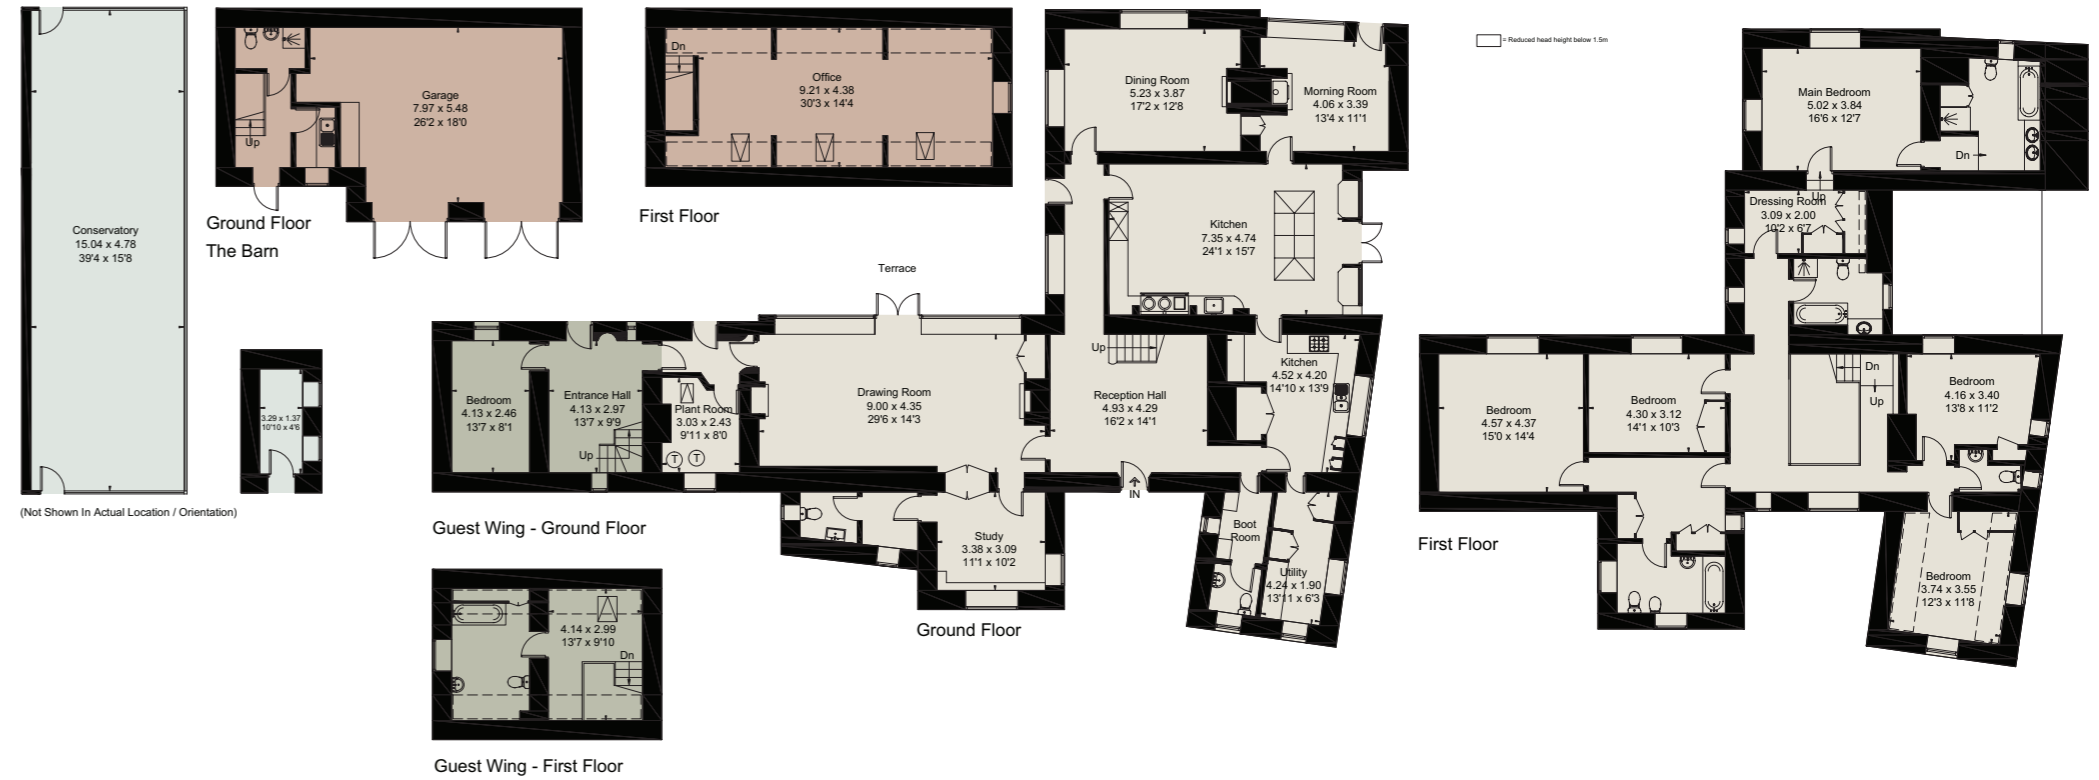 Conservatory
15.04 x 4.78
39'4 x 15'8
(Not Shown In Actual Location / Orientation)
3.29 x 1.37
10'10 x 4'6
Garage
7.97 x 5.48
26'2 x 18'0
Up
Ground Floor
The Barn
Dn
Office
9.21 x 4.38
30'3 x 14'4
First Floor
Dining Room
5.23 x 3.87
17'2 x 12'8
Morning Room
4.06 x 3.39
13'4 x 11'1
Kitchen
7.35 x 4.74
24'1 x 15'7
Terrace
Bedroom
4.13 x 2.46
13'7 x 8'1
Entrance Hall
4.13 x 2.97
13'7 x 9'9
Up
Plant Room
3.03 x 2.43
9'11 x 8'0
T
T
Drawing Room
9.00 x 4.35
29'6 x 14'3
Up
Reception Hall
4.93 x 4.29
16'2 x 14'1
Kitchen
4.52 x 4.20
14'10 x 13'9
IN
Guest Wing - Ground Floor
Study
3.38 x 3.09
11'1 x 10'2
Boot
Room
Utility
4.24 x 1.90
13'11 x 6'3
Ground Floor
4.14 x 2.99
13'7 x 9'10
Dn
Guest Wing - First Floor
= Reduced head height below 1.5m
Main Bedroom
5.02 x 3.84
16'6 x 12'7
Dn
Up
Dressing Room
3.09 x 2.00
10'2 x 6'7
Bedroom
4.57 x 4.37
15'0 x 14'4
Bedroom
4.30 x 3.12
14'1 x 10'3
Dn
Up
Bedroom
4.16 x 3.40
13'8 x 11'2
Bedroom
3.74 x 3.55
12'3 x 11'8
First Floor